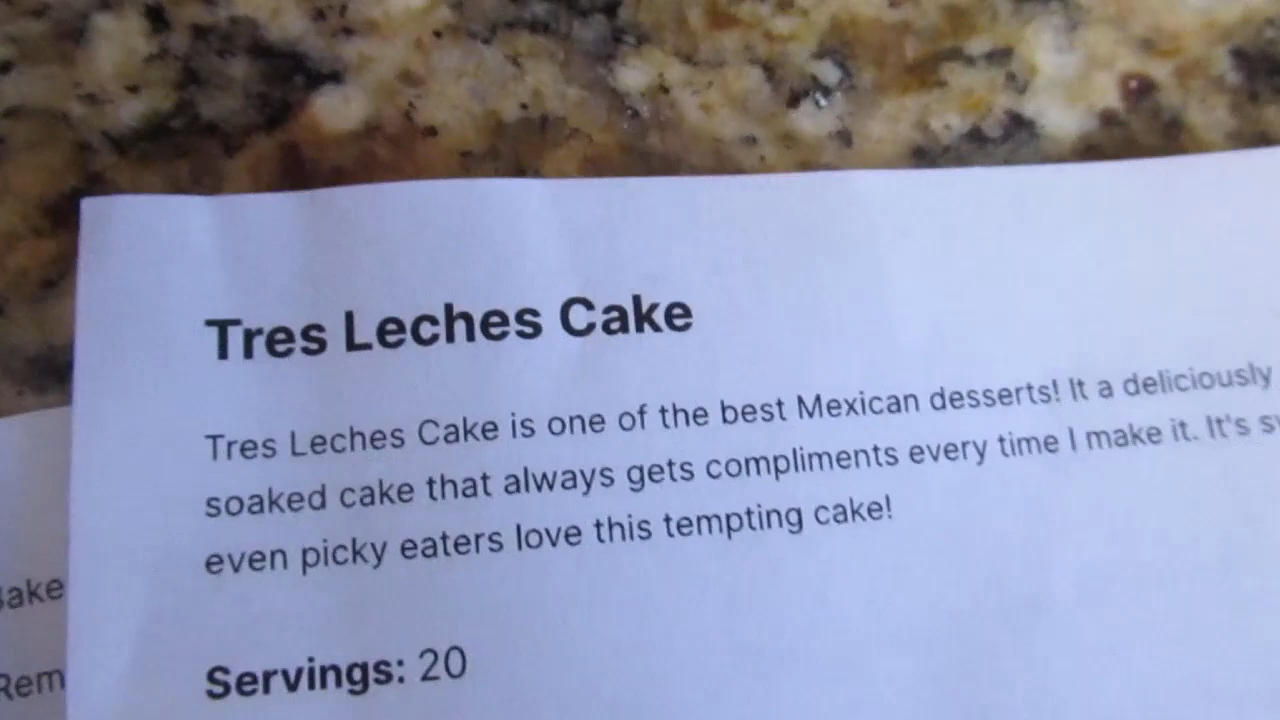 Tres Leches Cake
Tres Leches Cake is one of the best Mexican desserts! It a deliciously
soaked cake that always gets compliments every time I make it. It's
even picky eaters love this tempting cake!
Servings: 20
Rem